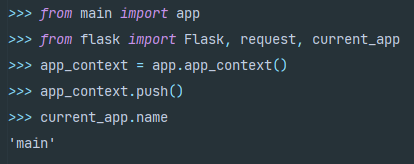 >>> from main import app
>>> from flask import Flask, request, current_app
>>> app_context = app.app_context()
>>> app_context.push()
>>> current_app.name
'main'